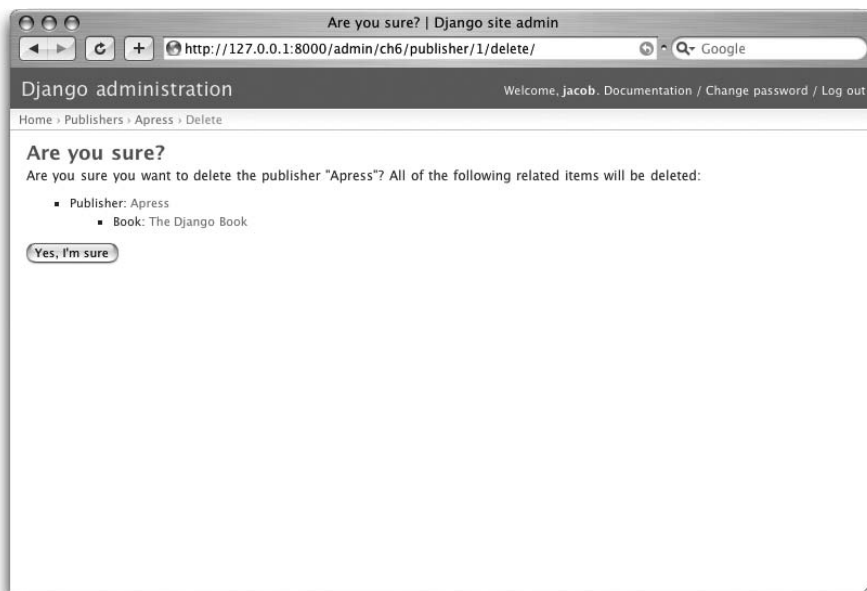 Are you sure? | Django site admin
http://127.0.0.1:8000/admin/ch6/publisher/1/delete/
Google
Django administration
Welcome, jacob. Documentation / Change password / Log out
Home › Publishers › Apress › Delete
Are you sure?
Are you sure you want to delete the publisher "Apress"? All of the following related items will be deleted:
Publisher: Apress
Book: The Django Book
Yes, I'm sure